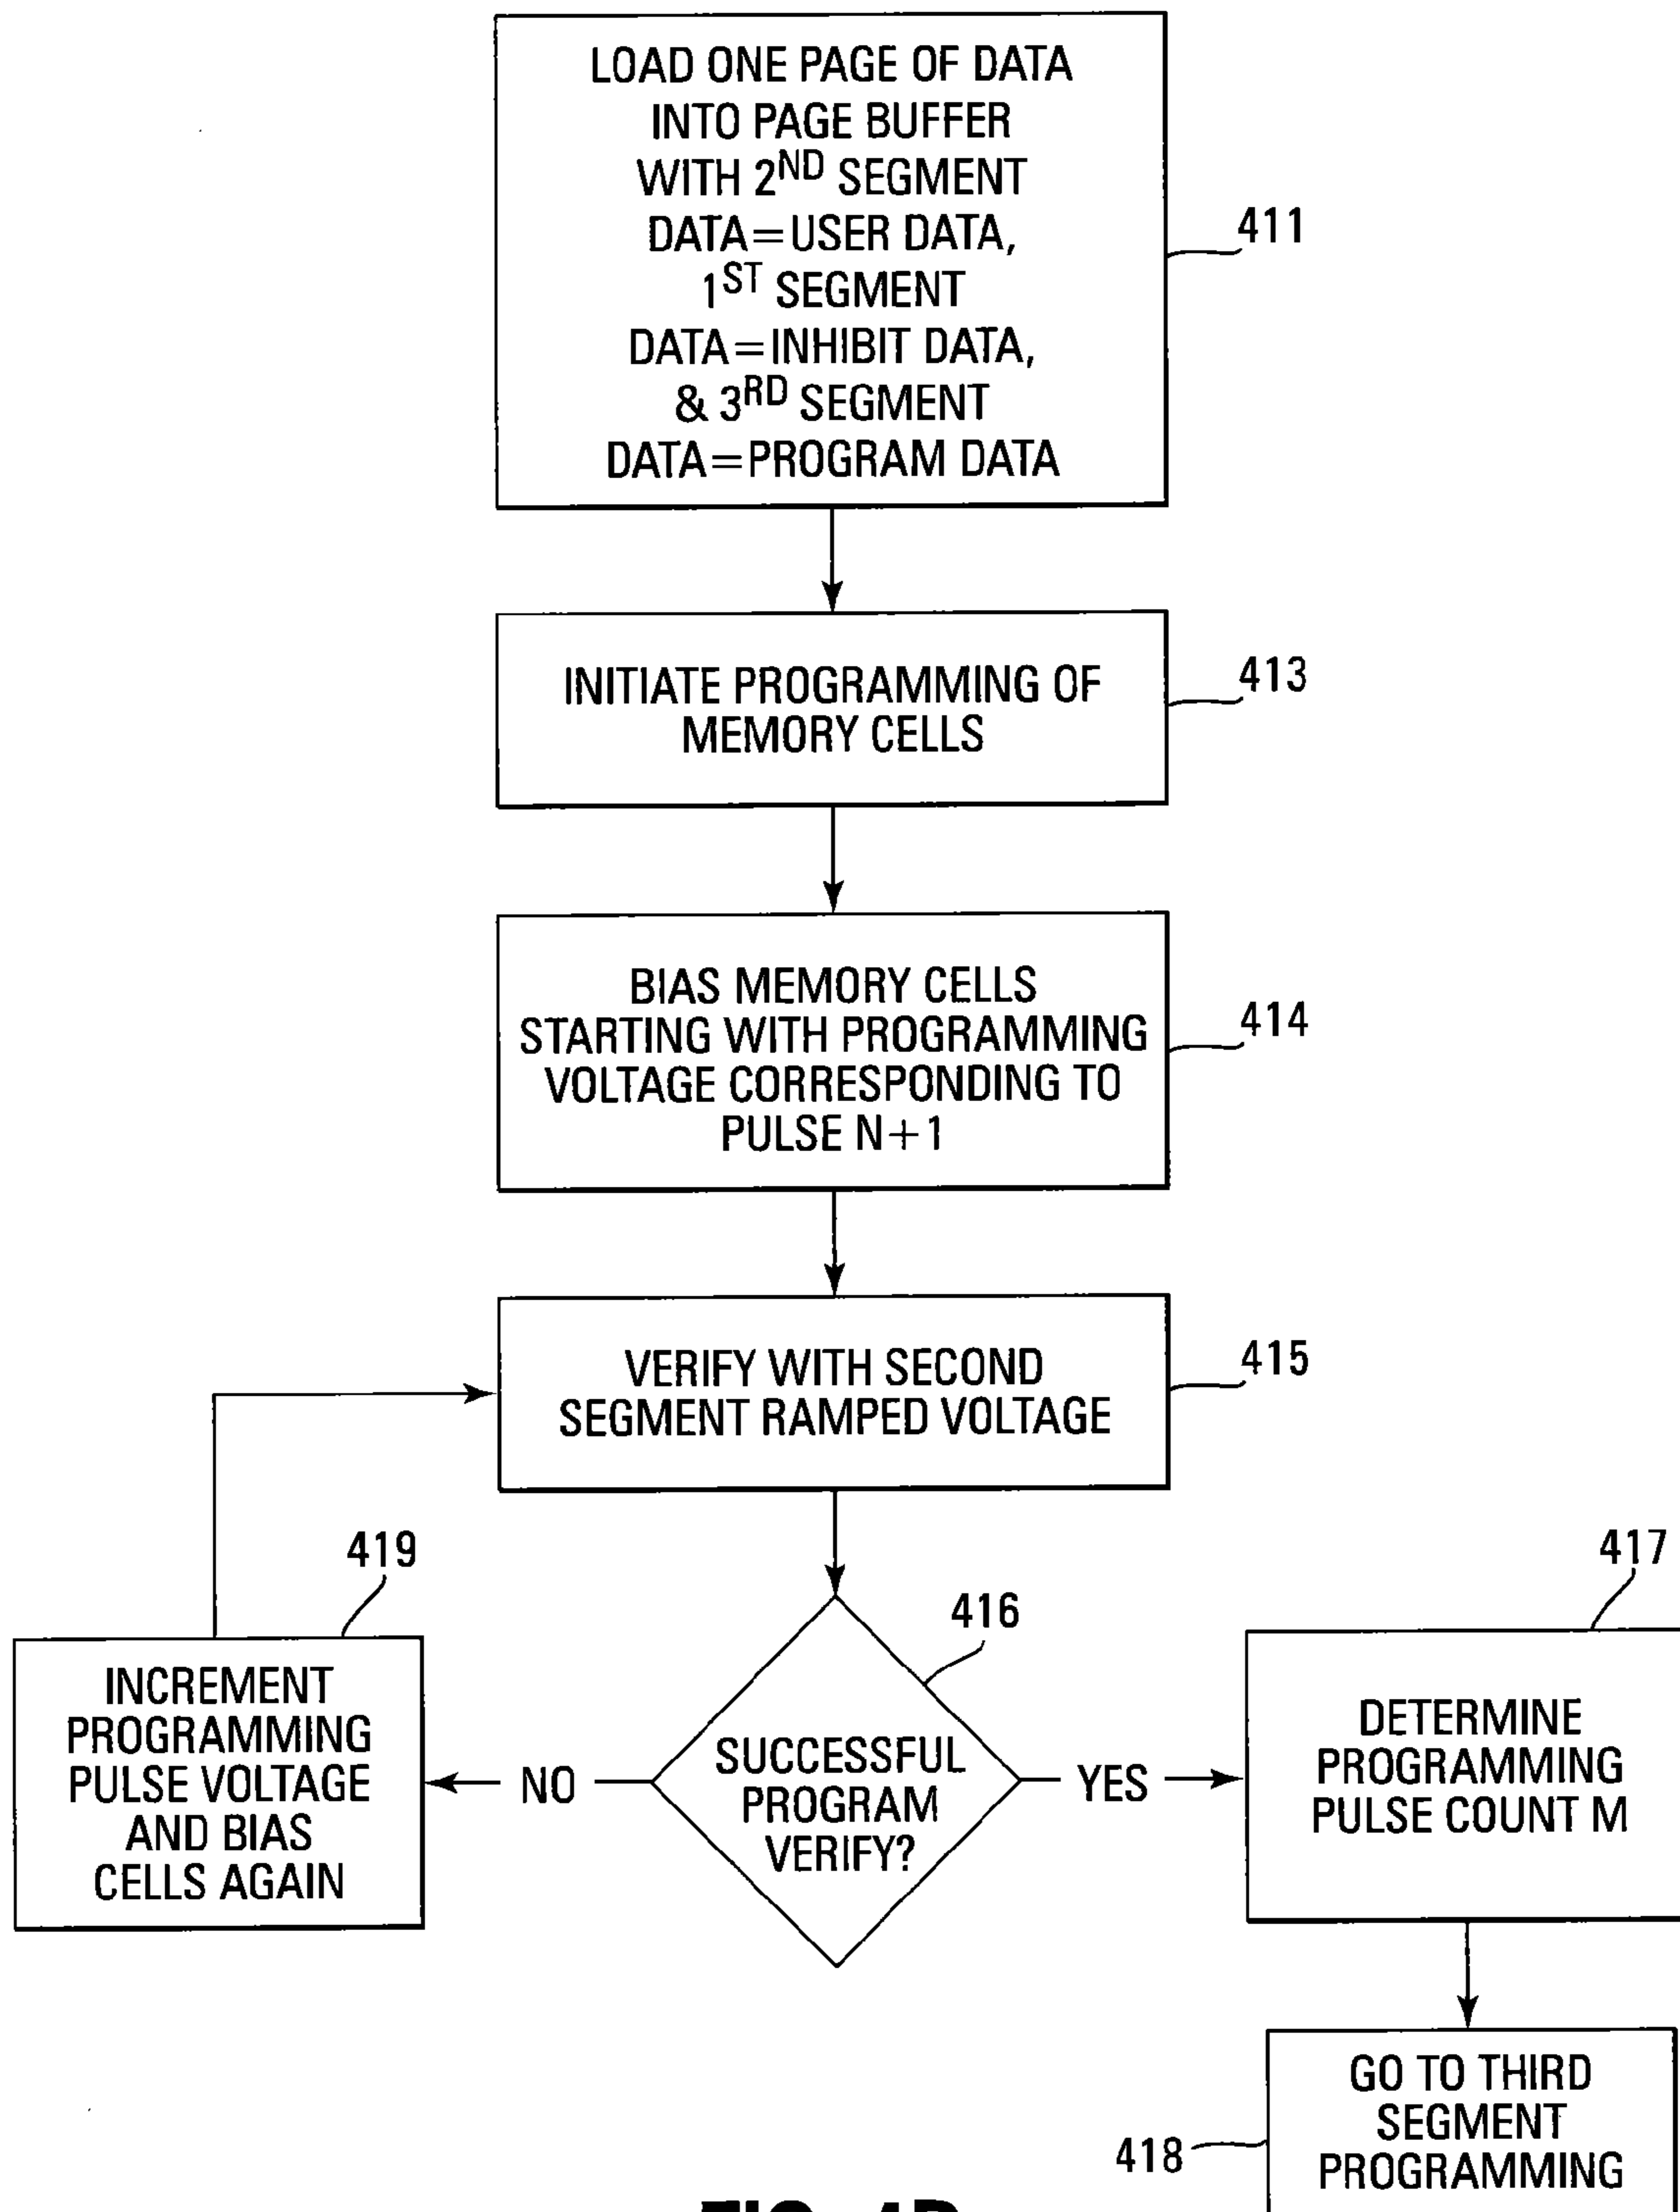 LOAD ONE PAGE OF DATA
INTO PAGE BUFFER
WITH 2ND SEGMENT
DATA=USER DATA,
1ST SEGMENT
DATA=INHIBIT DATA,
& 3RD SEGMENT
DATA=PROGRAM DATA
411
INITIATE PROGRAMMING OF
MEMORY CELLS
413
BIAS MEMORY CELLS
STARTING WITH PROGRAMMING
VOLTAGE CORRESPONDING TO
PULSE N+1
414
VERIFY WITH SECOND
SEGMENT RAMPED VOLTAGE
415
419
INCREMENT
PROGRAMMING
PULSE VOLTAGE
AND BIAS
CELLS AGAIN
NO
416
SUCCESSFUL
PROGRAM
VERIFY?
YES
417
DETERMINE
PROGRAMMING
PULSE COUNT M
418
GO TO THIRD
SEGMENT
PROGRAMMING